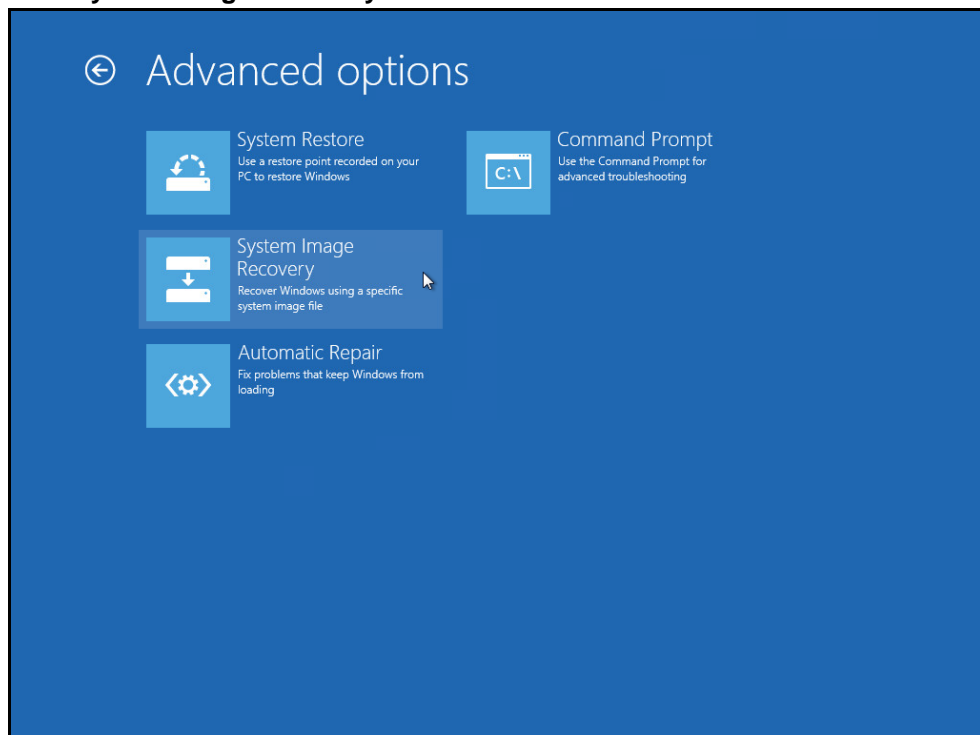 Advanced options
System Restore
Use a restore point recorded on your
PC to restore Windows
Command Prompt
Use the Command Prompt for
advanced troubleshooting
C:\
System Image
Recovery
Recover Windows using a specific
system image file
Automatic Repair
Fix problems that keep Windows from
loading